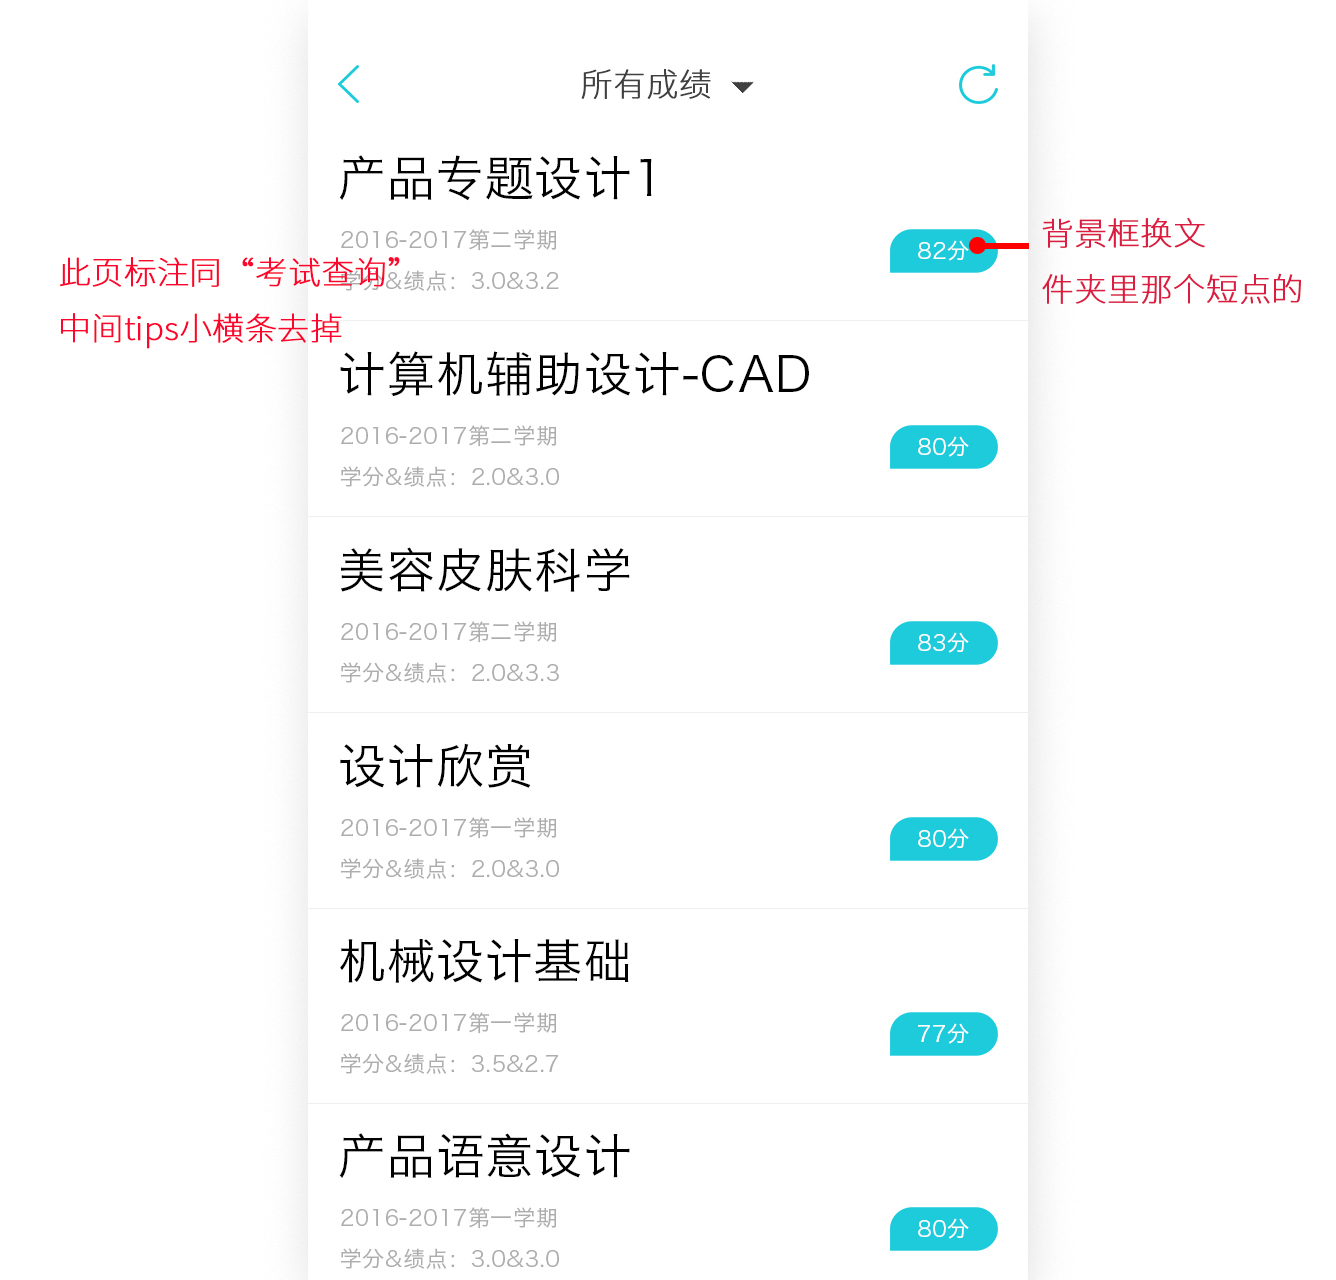 所有成绩
产品专题设计1
2016-2017第二学期
学分&绩点：3.0&3.2
82分
背景框换文
件夹里那个短点的
此页标注同“考试查询”
中间tips小横条去掉
计算机辅助设计-CAD
2016-2017第二学期
学分&绩点：2.0&3.0
80分
美容皮肤科学
2016-2017第二学期
学分&绩点：2.0&3.3
83分
设计欣赏
2016-2017第一学期
学分&绩点：2.0&3.0
80分
机械设计基础
2016-2017第一学期
学分&绩点：3.5&2.7
77分
产品语意设计
2016-2017第一学期
学分&绩点：3.0&3.0
80分